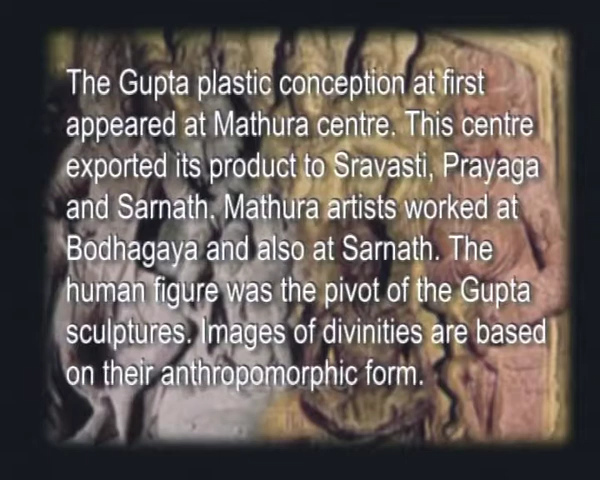 The Gupta plastic conception at first
appeared at Mathura centre. This centre
exported its product to Sravasti, Prayaga
and Sarnath. Mathura artists worked at
Bodhagaya and also at Sarnath. The
human figure was the pivot of the Gupta
sculptures. Images of divinities are based
on their anthropomorphic form.